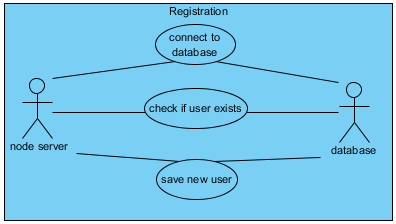 Registration
connect to
database
check if user exists
node server
database
save new user